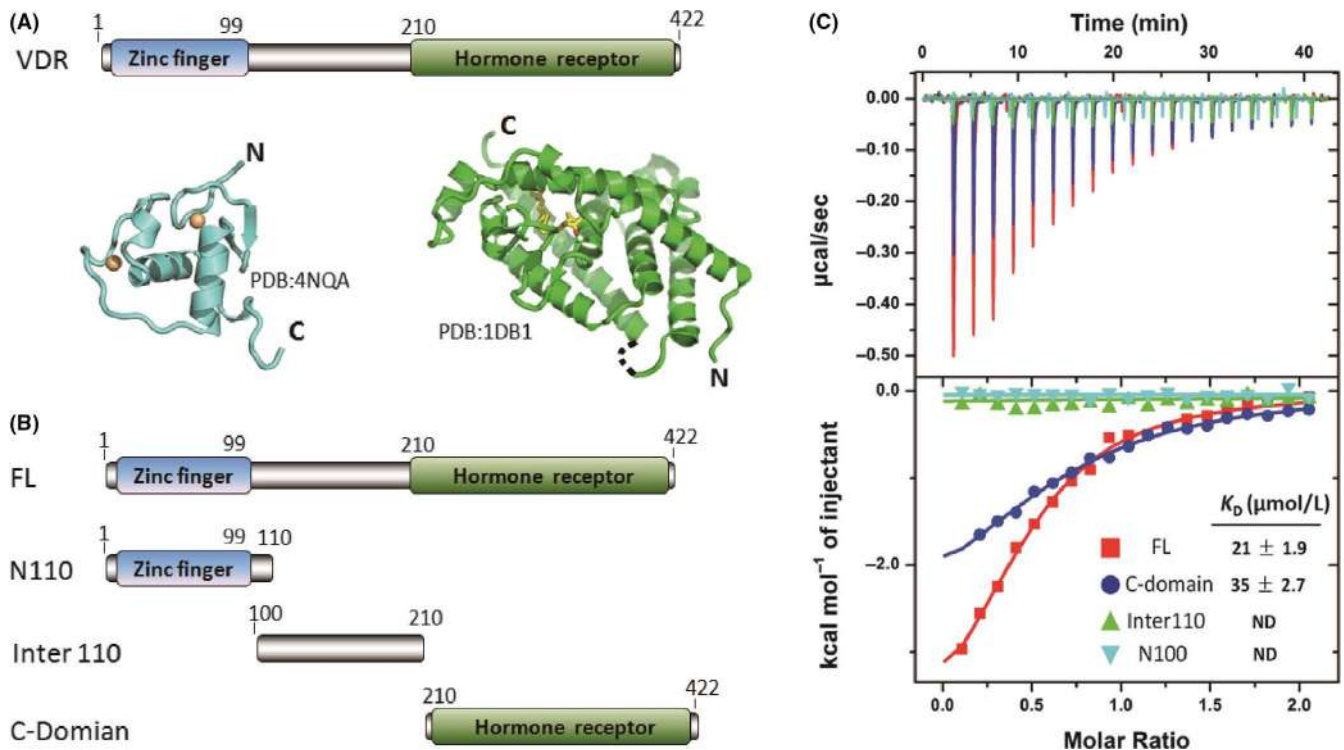 (A)
1 99 210 422
VDR Zinc finger Hormone receptor
N
C
PDB:4NQA
C
PDB:1DB1
N
(B)
1 99 210 422
FL Zinc finger Hormone receptor
1 99 110
N110 Zinc finger
100 210
Inter 110
210 422
C-Domian Hormone receptor
(C)
Time (min)
0 10 20 30 40
0.00
−0.10
−0.20
−0.30
−0.40
−0.50
µcal/sec
0.0
−2.0
kcal mol⁻¹ of injectant
K_D (µmol/L)
FL 21 ± 1.9
C-domain 35 ± 2.7
Inter110 ND
N100 ND
0.0 0.5 1.0 1.5 2.0
Molar Ratio